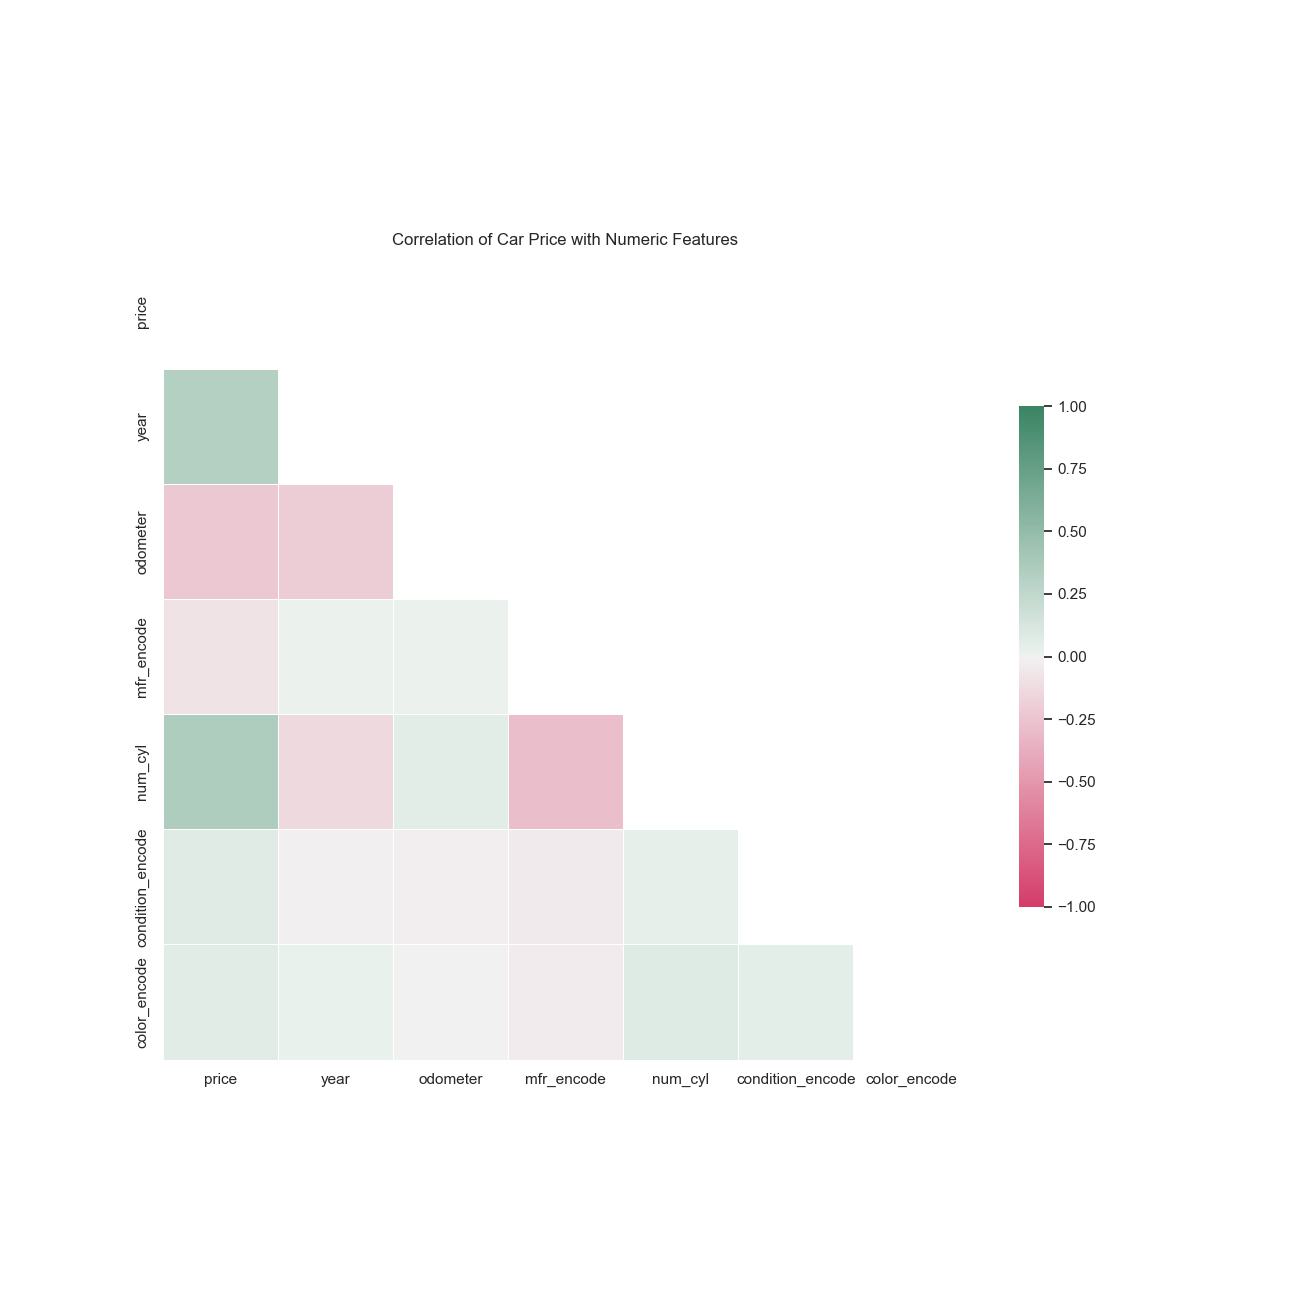 Correlation of Car Price with Numeric Features
price
year
odometer
mfr_encode
num_cyl
condition_encode
color_encode
price
year
odometer
mfr_encode
num_cyl
condition_encode
color_encode
1.00
0.75
0.50
0.25
0.00
−0.25
−0.50
−0.75
−1.00